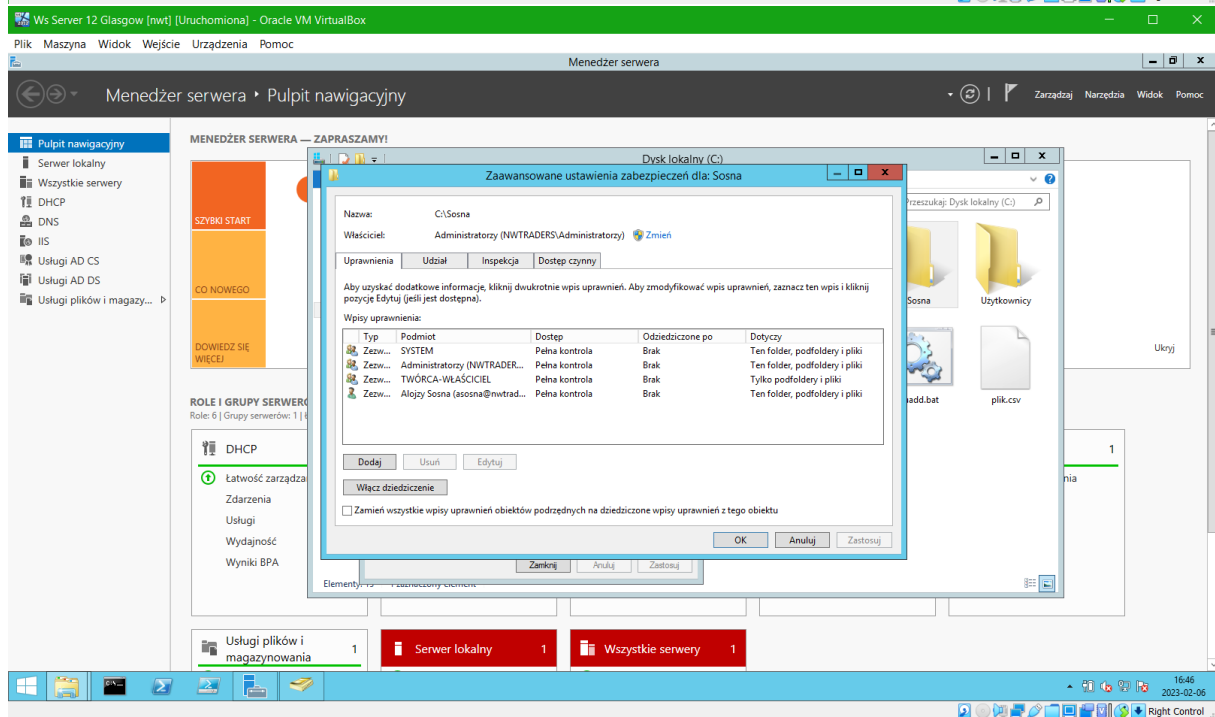 Ws Server 12 Glasgow [nwt] [Uruchomiona] - Oracle VM VirtualBox
Plik Maszyna Widok Wejście Urządzenia Pomoc
Menedżer serwera
Menedżer serwera • Pulpit nawigacyjny
Zarządzaj Narzędzia Widok Pomoc
Pulpit nawigacyjny
Serwer lokalny
Wszystkie serwery
DHCP
DNS
IIS
Usługi AD CS
Usługi AD DS
Usługi plików i magazy...
MENEDŻER SERWERA — ZAPRASZAMY!
SZYBKI START
CO NOWEGO
DOWIEDZ SIĘ
WIĘCEJ
Ukryj
Dysk lokalny (C:)
Przeszukaj: Dysk lokalny (C:)
Sosna
Użytkownicy
add.bat
plik.csv
Zaawansowane ustawienia zabezpieczeń dla: Sosna
Nazwa: C:\Sosna
Właściciel: Administratorzy (NWTRADERS\Administratorzy) Zmień
Uprawnienia Udział Inspekcja Dostęp czynny
Aby uzyskać dodatkowe informacje, kliknij dwukrotnie wpis uprawnień. Aby zmodyfikować wpis uprawnień, zaznacz ten wpis i kliknij
pozycję Edytuj (jeśli jest dostępna).
Wpisy uprawnienia:
Typ Podmiot Dostęp Odziedziczone po Dotyczy
Zezw... SYSTEM Pełna kontrola Brak Ten folder, podfoldery i pliki
Zezw... Administratorzy (NWTRADER... Pełna kontrola Brak Ten folder, podfoldery i pliki
Zezw... TWÓRCA-WŁAŚCICIEL Pełna kontrola Brak Tylko podfoldery i pliki
Zezw... Alojzy Sosna (asosna@nwtrad... Pełna kontrola Brak Ten folder, podfoldery i pliki
Dodaj Usuń Edytuj
Włącz dziedziczenie
Zamień wszystkie wpisy uprawnień obiektów podrzędnych na dziedziczone wpisy uprawnień z tego obiektu
OK Anuluj Zastosuj
Zamknij Anuluj Zastosuj
ROLE I GRUPY SERWERÓ
Role: 6 | Grupy serwerów: 1 |
DHCP
1
Łatwość zarządza
Zdarzenia
Usługi
Wydajność
Wyniki BPA
nia
Usługi plików i
magazynowania
1
Serwer lokalny 1
Wszystkie serwery 1
16:46
2023-02-06
Right Control